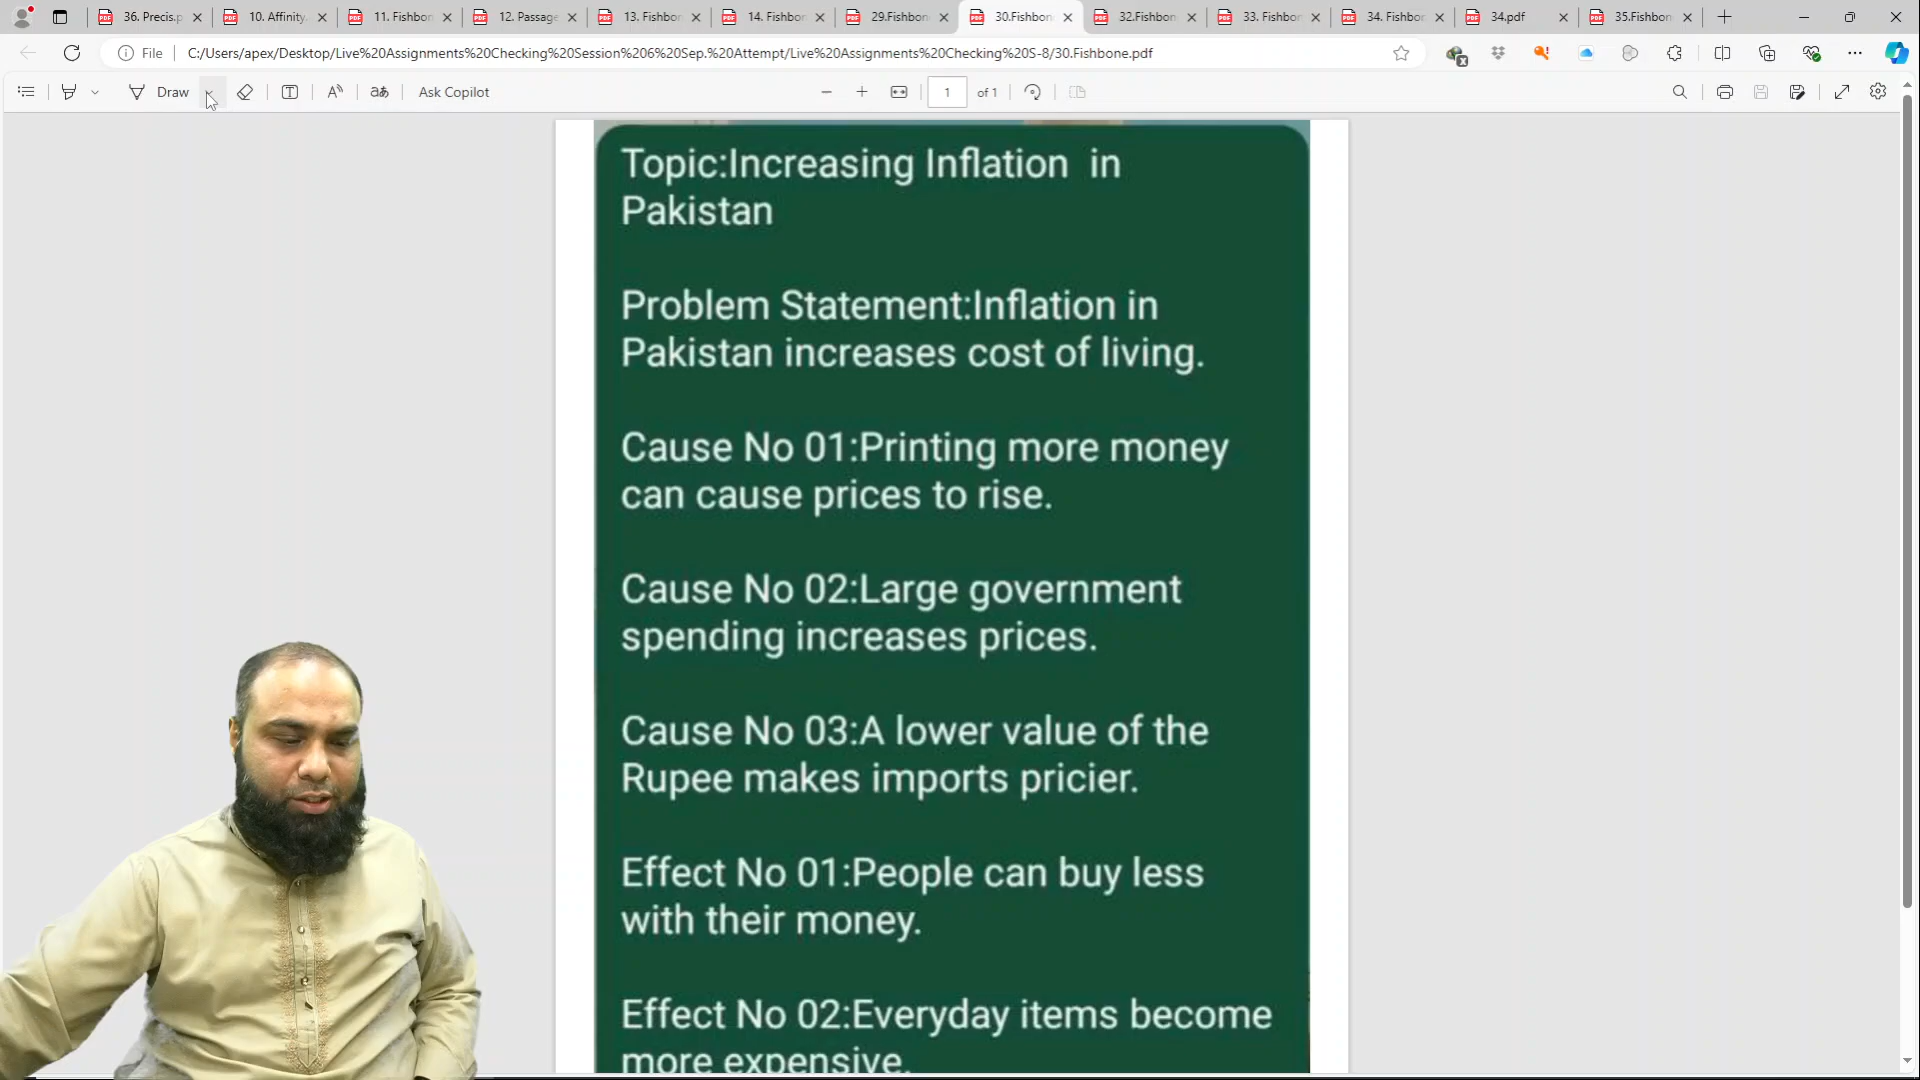 36. Precis.p
10. Affinity.
11. Fishbon
12. Passage
13. Fishbon
14. Fishbon
29.Fishbon
30.Fishbon
32.Fishbon
33. Fishbon
34. Fishbon
34.pdf
35.Fishbon
File
C:/Users/apex/Desktop/Live%20Assignments%20Checking%20Session%206%20Sep.%20Attempt/Live%20Assignments%20Checking%20S-8/30.Fishbone.pdf
Draw
Ask Copilot
1
of 1
Topic:Increasing Inflation in
Pakistan
Problem Statement:Inflation in
Pakistan increases cost of living.
Cause No 01:Printing more money
can cause prices to rise.
Cause No 02:Large government
spending increases prices.
Cause No 03:A lower value of the
Rupee makes imports pricier.
Effect No 01:People can buy less
with their money.
Effect No 02:Everyday items become
more expensive.